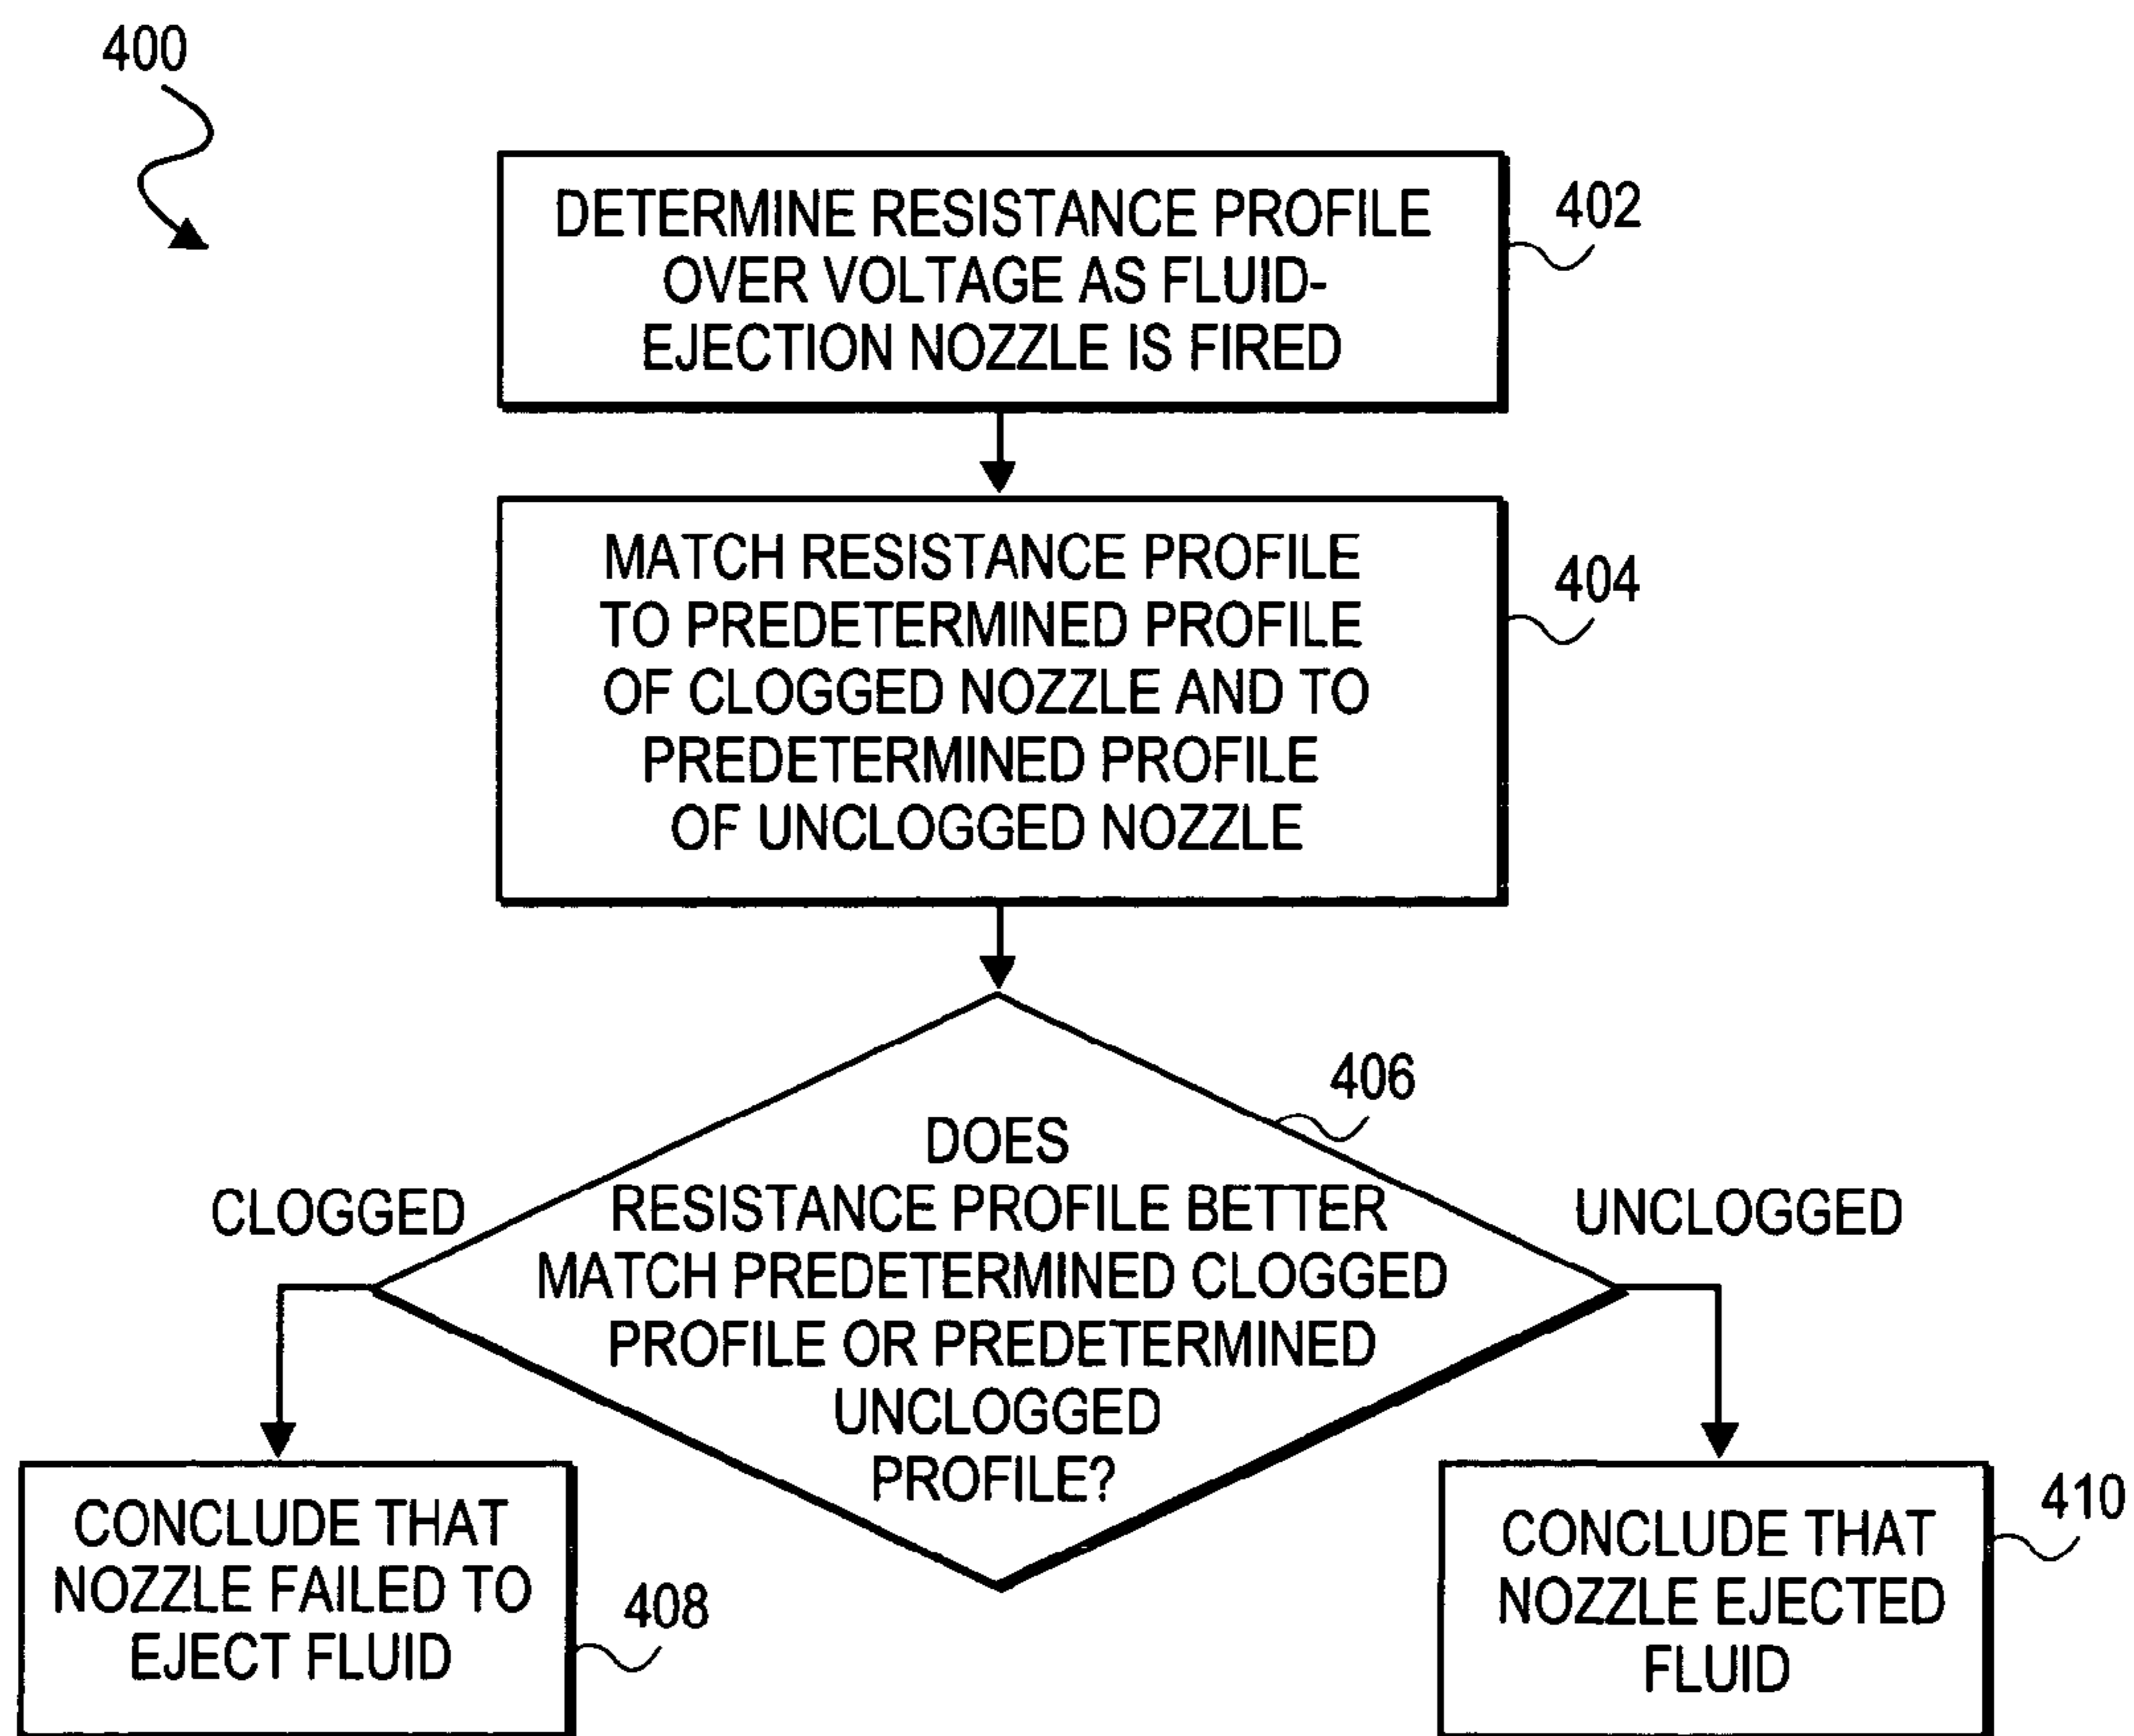 400
DETERMINE RESISTANCE PROFILE
OVER VOLTAGE AS FLUID-
EJECTION NOZZLE IS FIRED
402
MATCH RESISTANCE PROFILE
TO PREDETERMINED PROFILE
OF CLOGGED NOZZLE AND TO
PREDETERMINED PROFILE
OF UNCLOGGED NOZZLE
404
406
DOES
RESISTANCE PROFILE BETTER
MATCH PREDETERMINED CLOGGED
PROFILE OR PREDETERMINED
UNCLOGGED
PROFILE?
CLOGGED
UNCLOGGED
CONCLUDE THAT
NOZZLE FAILED TO
EJECT FLUID
408
CONCLUDE THAT
NOZZLE EJECTED
FLUID
410